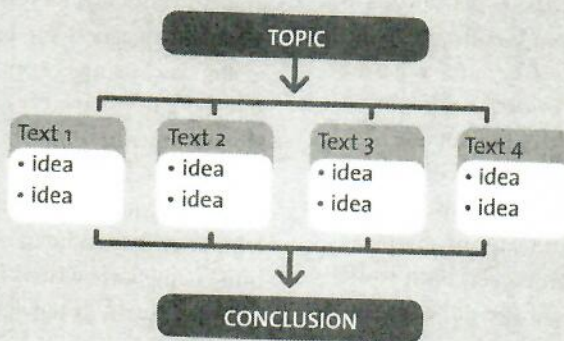 TOPIC
Text 1
• idea
• idea
Text 2
• idea
• idea
Text 3
• idea
• idea
Text 4
• idea
• idea
CONCLUSION